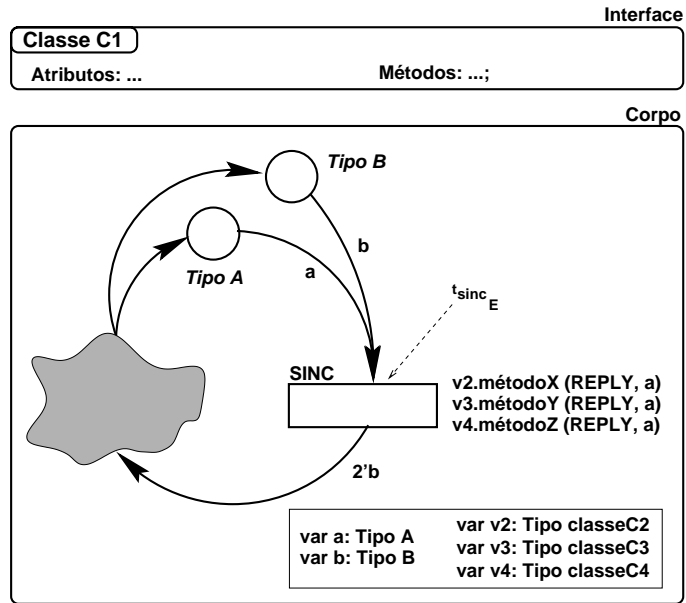 Interface
Classe C1
Atributos: ...
Métodos: ...;
Corpo
Tipo B
b
Tipo A
a
tsincE
SINC
v2.métodoX (REPLY, a)
v3.métodoY (REPLY, a)
v4.métodoZ (REPLY, a)
2'b
var a: Tipo A
var b: Tipo B
var v2: Tipo classeC2
var v3: Tipo classeC3
var v4: Tipo classeC4